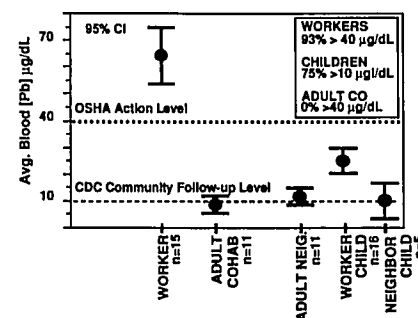 95% CI
WORKERS
93% > 40 µg/dL
CHILDREN
75% >10 µgl/dL
ADULT CO
0% >40 µg/dL
Avg. Blood [Pb] µg/dL
70
40
10
OSHA Action Level
CDC Community Follow-up Level
WORKER
n=15
ADULT
COHAB
n=11
ADULT NEIG.
n=11
WORKER
CHILD
n=16
NEIGHBOR
CHILD